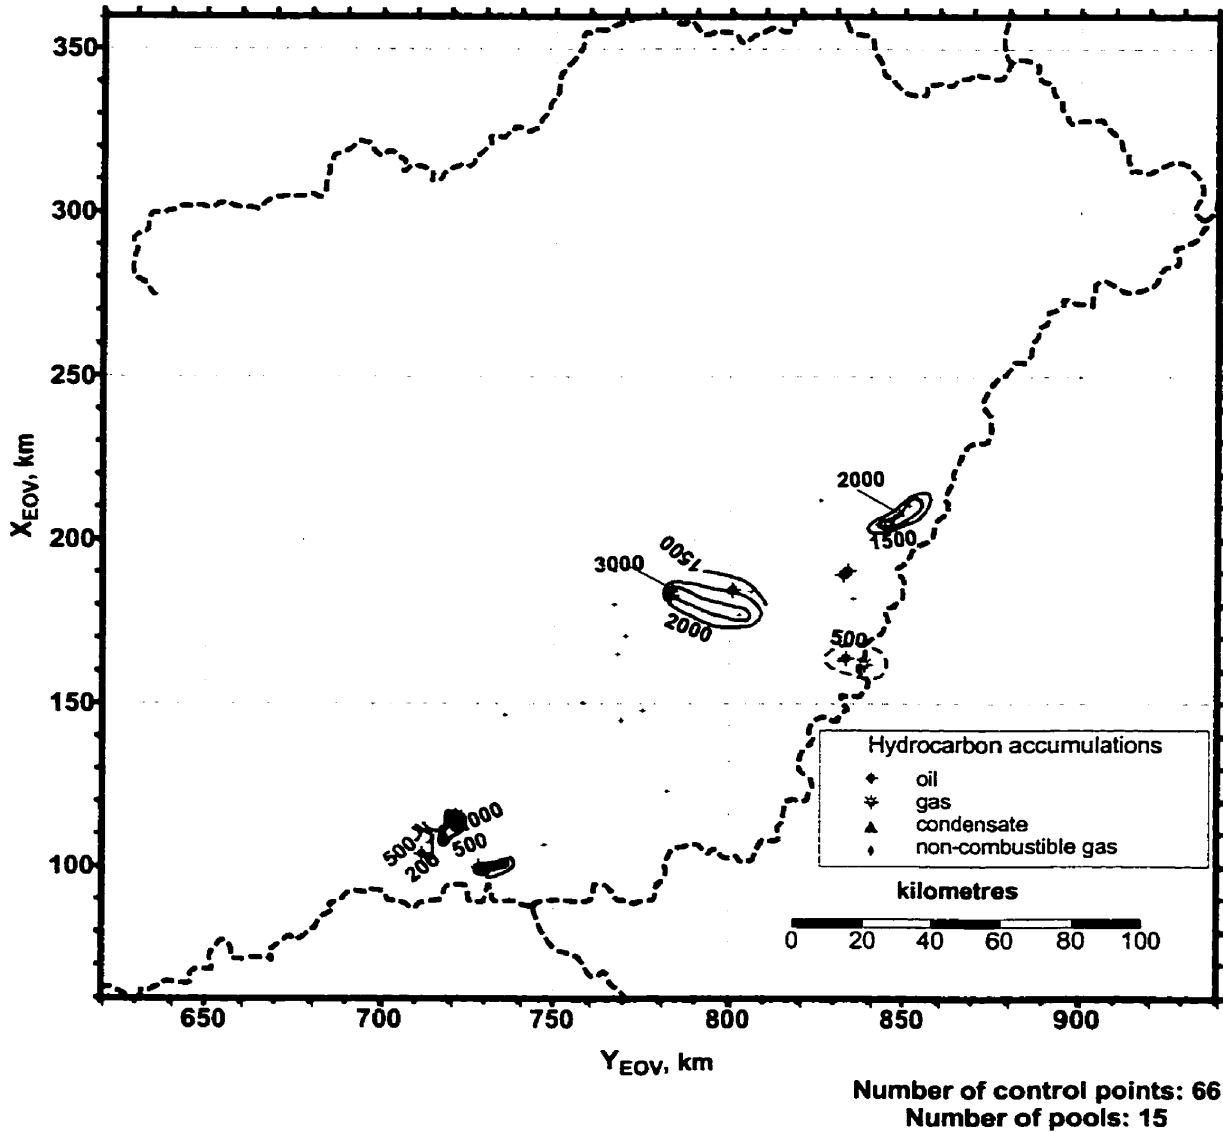 350
300
250
200
150
100
X_EOV, km
2000
1500
1500
3000
2000
500
500
200
1000
500
Hydrocarbon accumulations
oil
gas
condensate
non-combustible gas
kilometres
0 20 40 60 80 100
650 700 750 800 850 900
Y_EOV, km
Number of control points: 66
Number of pools: 15